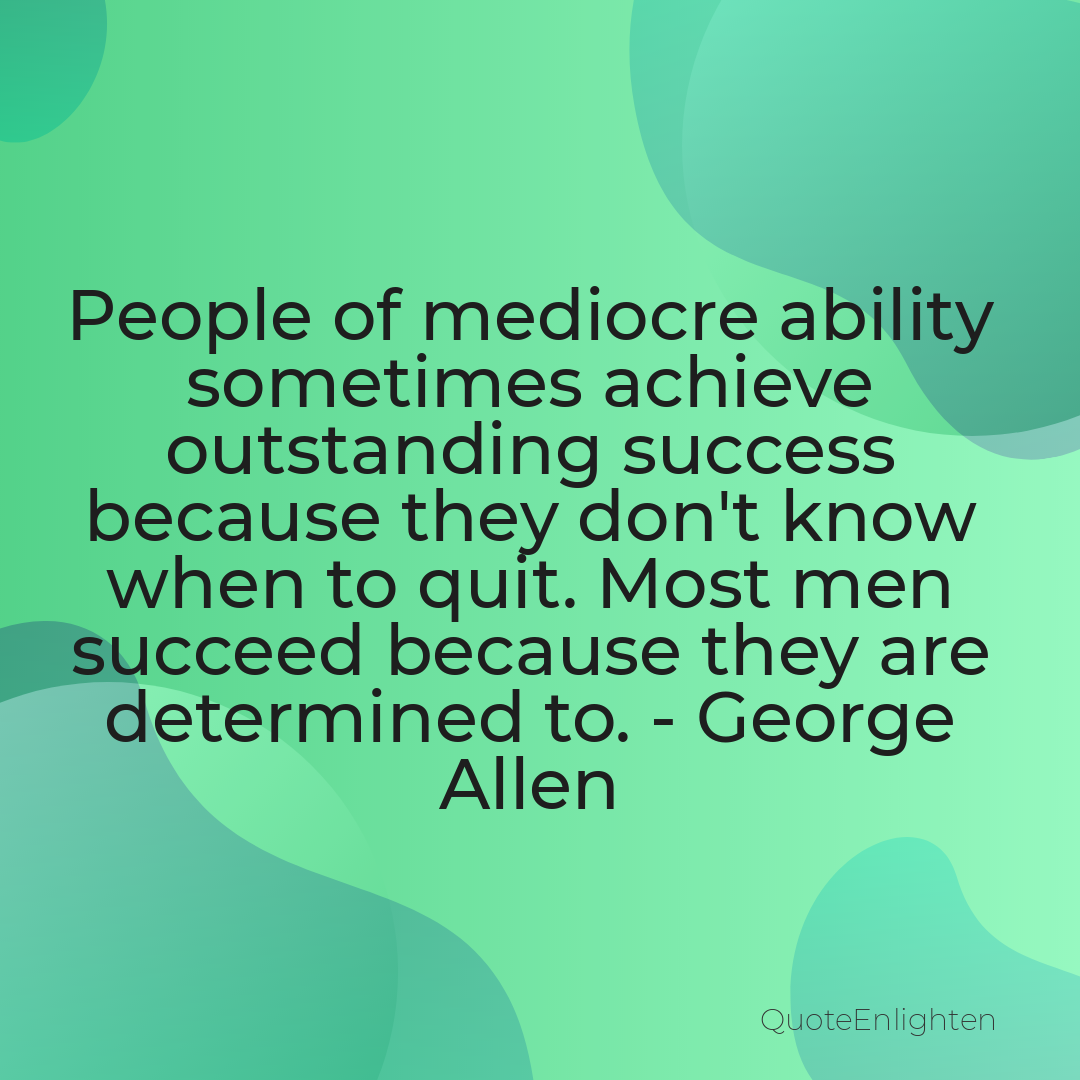 People of mediocre ability
sometimes achieve
outstanding success
because they don't know
when to quit. Most men
succeed because they are
determined to. - George
Allen
QuoteEnlighten